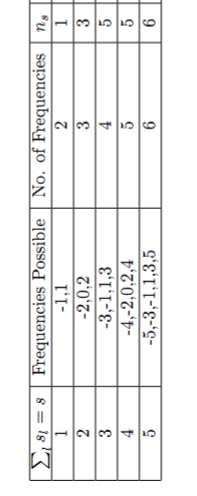 ∑_l s_l = s | Frequencies Possible | No. of Frequencies | n_s
1 | -1,1 | 2 | 1
2 | -2,0,2 | 3 | 3
3 | -3,-1,1,3 | 4 | 5
4 | -4,-2,0,2,4 | 5 | 5
5 | -5,-3,-1,1,3,5 | 6 | 6